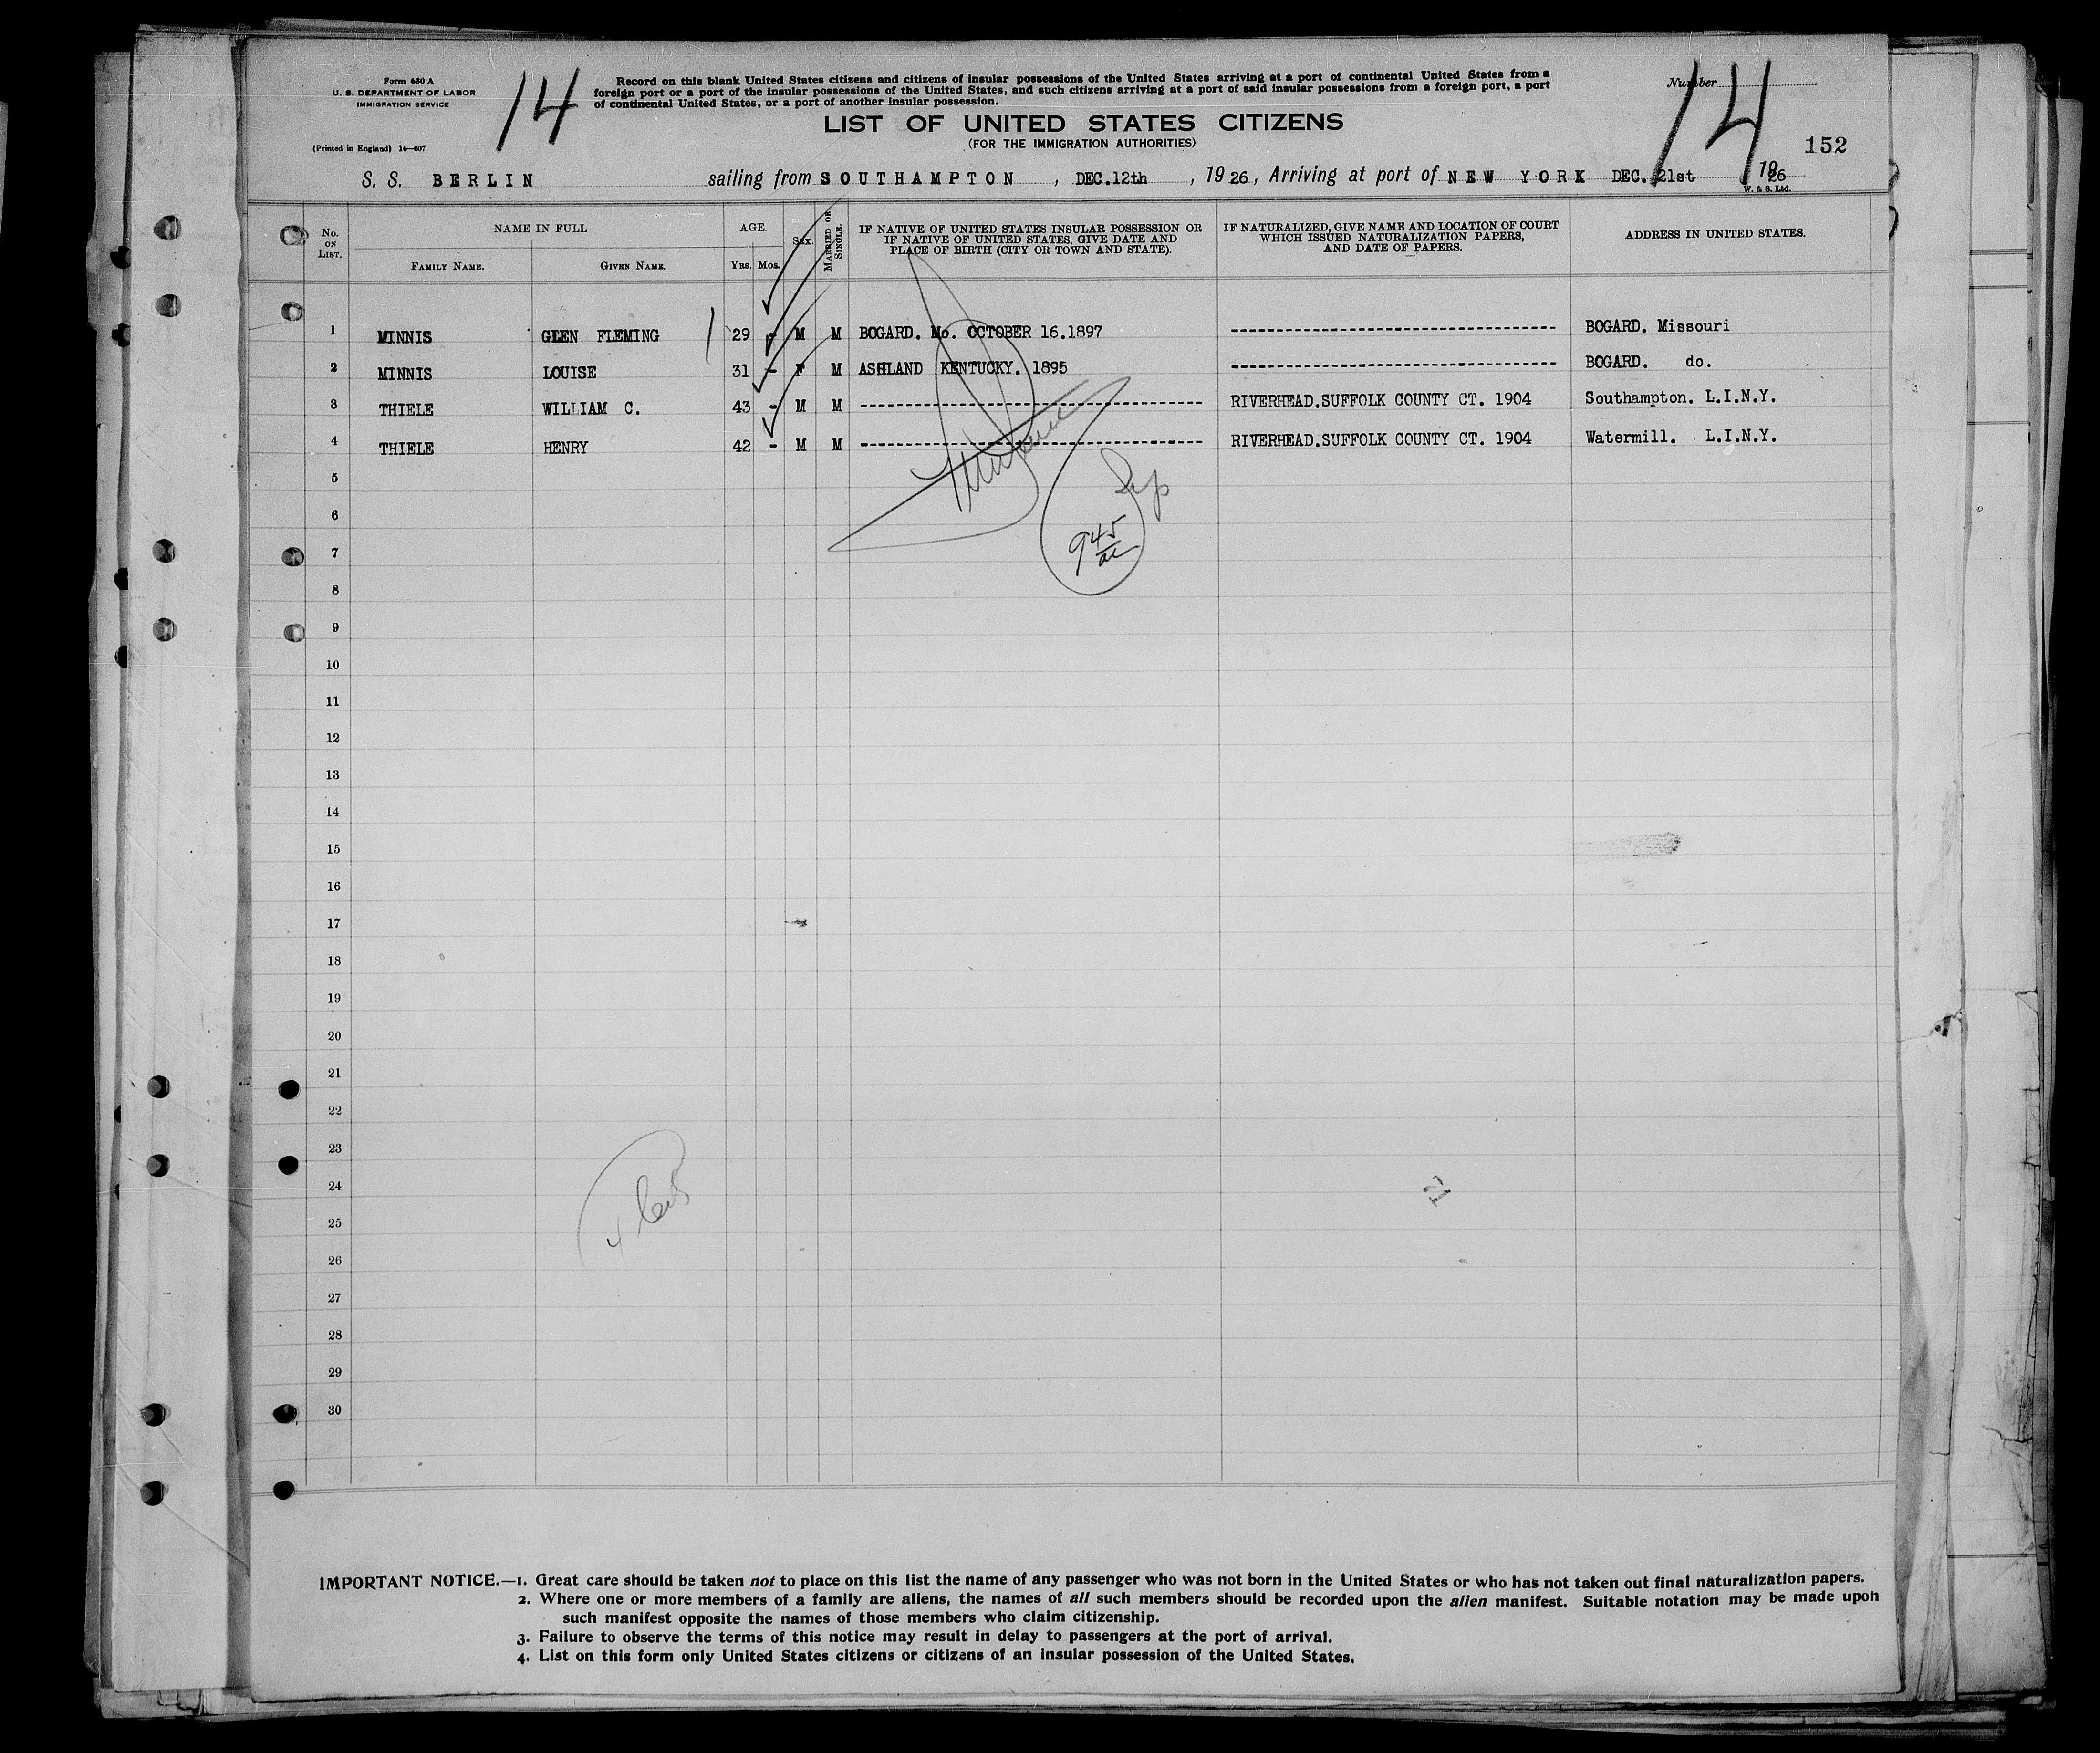 Form 630 A
U. S. DEPARTMENT OF LABOR
IMMIGRATION SERVICE
(Printed in England) 14—607
14
Record on this blank United States citizens and citizens of insular possessions of the United States arriving at a port of continental United States from a
foreign port or a port of the insular possessions of the United States, and such citizens arriving at a port of said insular possessions from a foreign port, a port
of continental United States, or a port of another insular possession.
Number 14
LIST OF UNITED STATES CITIZENS
(FOR THE IMMIGRATION AUTHORITIES)
152
S. S. BERLIN sailing from SOUTHAMPTON, DEC.12th, 1926, Arriving at port of NEW YORK DEC. 21st 1926
W. & S. Ltd.
No. ON LIST. NAME IN FULL AGE. Sex. MARRIED OR SINGLE. IF NATIVE OF UNITED STATES INSULAR POSSESSION OR IF NATIVE OF UNITED STATES, GIVE DATE AND PLACE OF BIRTH (CITY OR TOWN AND STATE). IF NATURALIZED, GIVE NAME AND LOCATION OF COURT WHICH ISSUED NATURALIZATION PAPERS, AND DATE OF PAPERS. ADDRESS IN UNITED STATES.
FAMILY NAME. GIVEN NAME. Yrs. Mos.
1 MINNIS GLEN FLEMING 29 - M M BOGARD. Mo. OCTOBER 16.1897 ---------------------------------- BOGARD. Missouri
2 MINNIS LOUISE 31 - F M ASHLAND KENTUCKY. 1895 ---------------------------------- BOGARD. do.
3 THIELE WILLIAM C. 43 - M M ---------------------------------- RIVERHEAD.SUFFOLK COUNTY CT. 1904 Southampton. L.I.N.Y.
4 THIELE HENRY 42 - M M ---------------------------------- RIVERHEAD.SUFFOLK COUNTY CT. 1904 Watermill. L.I.N.Y.
5
6
7
945
8
9
10
11
12
13
14
15
16
17
18
19
20
21
22
23
24
25
26
27
28
29
30
IMPORTANT NOTICE.—1. Great care should be taken not to place on this list the name of any passenger who was not born in the United States or who has not taken out final naturalization papers.
2. Where one or more members of a family are aliens, the names of all such members should be recorded upon the alien manifest. Suitable notation may be made upon
such manifest opposite the names of those members who claim citizenship.
3. Failure to observe the terms of this notice may result in delay to passengers at the port of arrival.
4. List on this form only United States citizens or citizens of an insular possession of the United States.